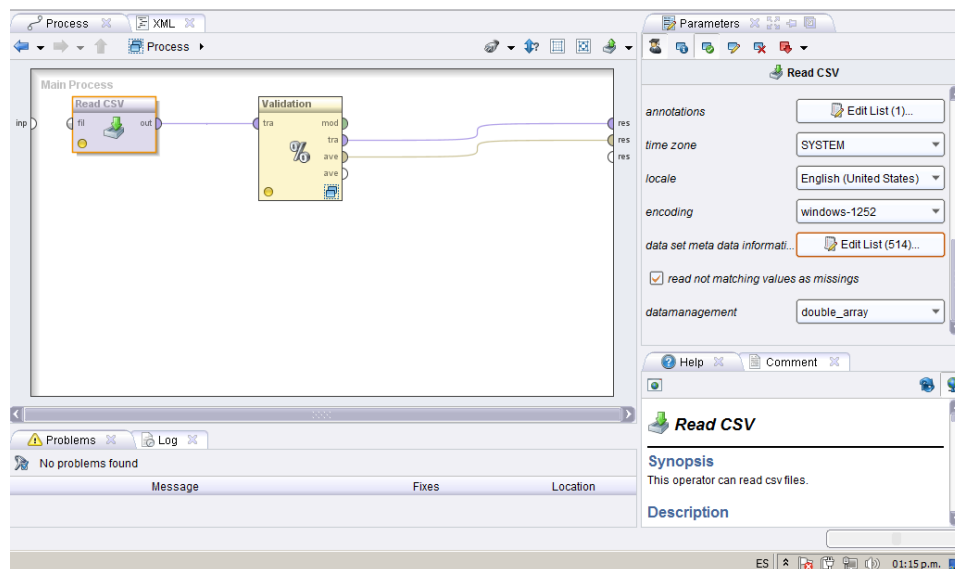 Process XML
Process
Main Process
Read CSV
inp fil out
Validation
tra mod
tra
ave
ave
res
res
res
Problems Log
No problems found
Message Fixes Location
Parameters
Read CSV
annotations Edit List (1)...
time zone SYSTEM
locale English (United States)
encoding windows-1252
data set meta data informati... Edit List (514)...
read not matching values as missings
datamanagement double_array
Help Comment
Read CSV
Synopsis
This operator can read csv files.
Description
ES 01:15 p.m.